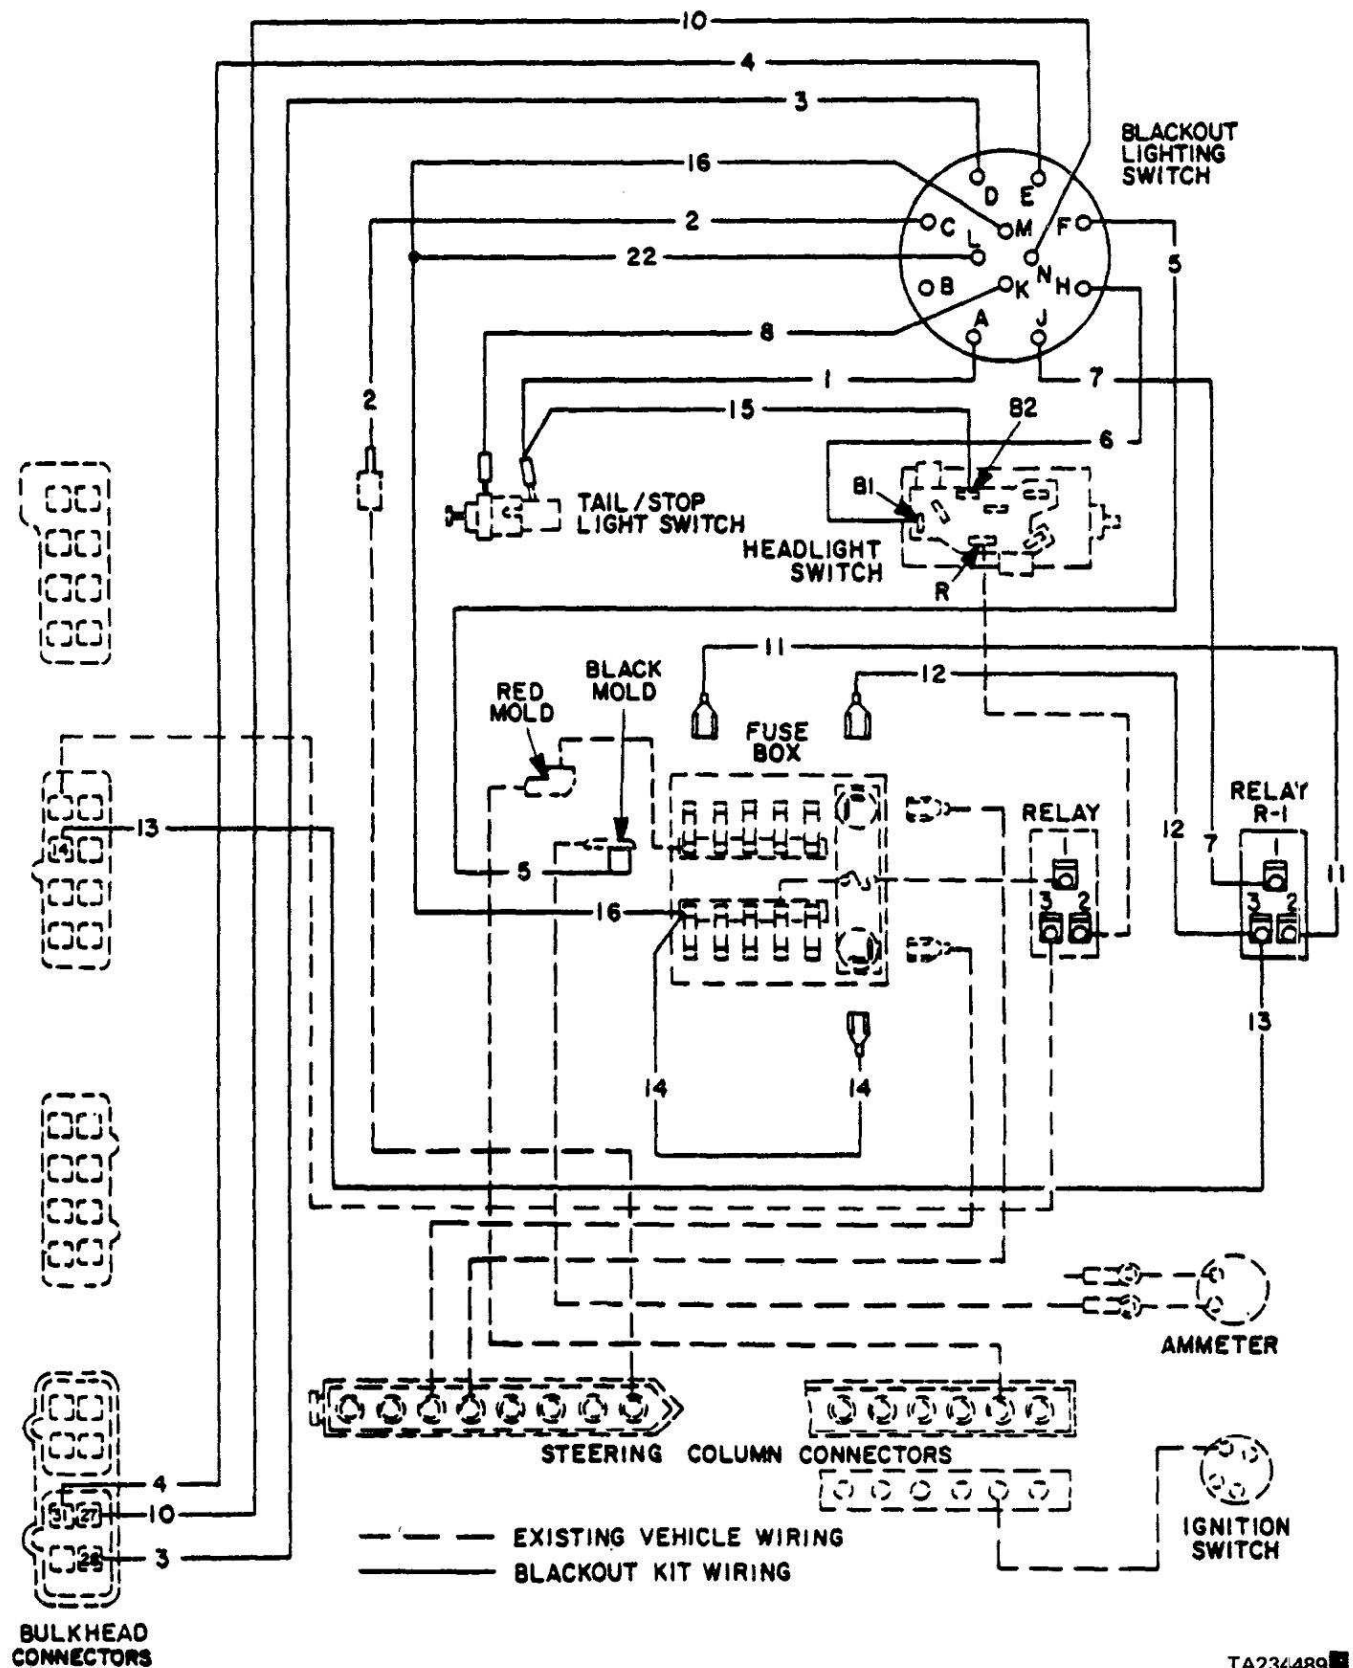 10
4
3
BLACKOUT
LIGHTING
SWITCH
16
D E
2
C M F
L
22
5
N
B K H
A J
8
1
7
2
15
B2
6
B1
TAIL/STOP
LIGHT SWITCH
HEADLIGHT
SWITCH
R
11
BLACK
MOLD
12
RED
MOLD
FUSE
BOX
RELAY
R-1
RELAY
13
12
7
1
1
14
5
11
3 2
3 2
16
13
14
14
AMMETER
STEERING COLUMN CONNECTORS
4
31 27
10
EXISTING VEHICLE WIRING
IGNITION
SWITCH
28
3
BLACKOUT KIT WIRING
BULKHEAD
CONNECTORS
TA234489